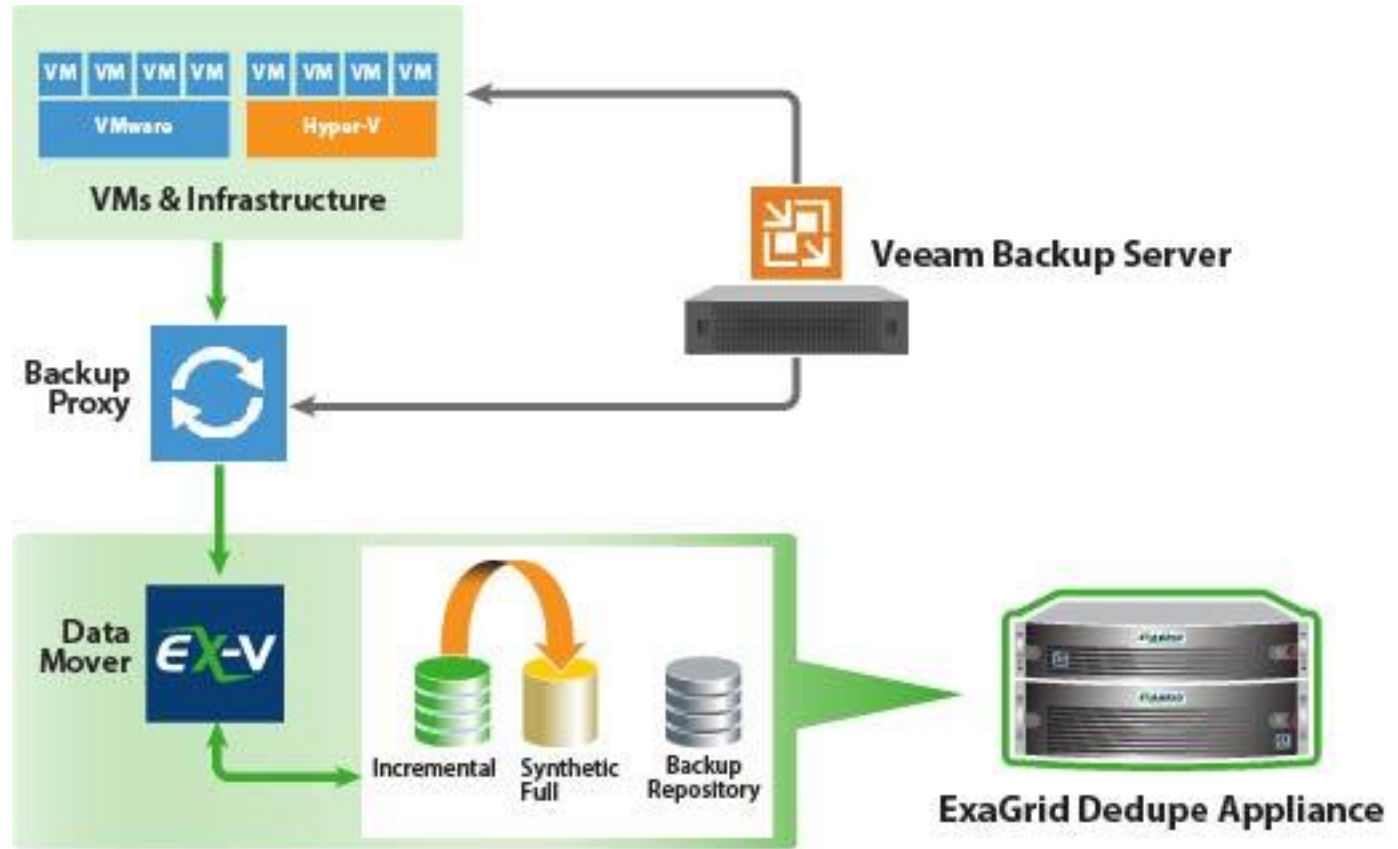 VM VM VM VM VM VM VM VM
VMware Hyper-V
VMs & Infrastructure
Veeam Backup Server
Backup
Proxy
Data
Mover
EX-V
Incremental
Synthetic
Full
Backup
Repository
ExaGrid Dedupe Appliance